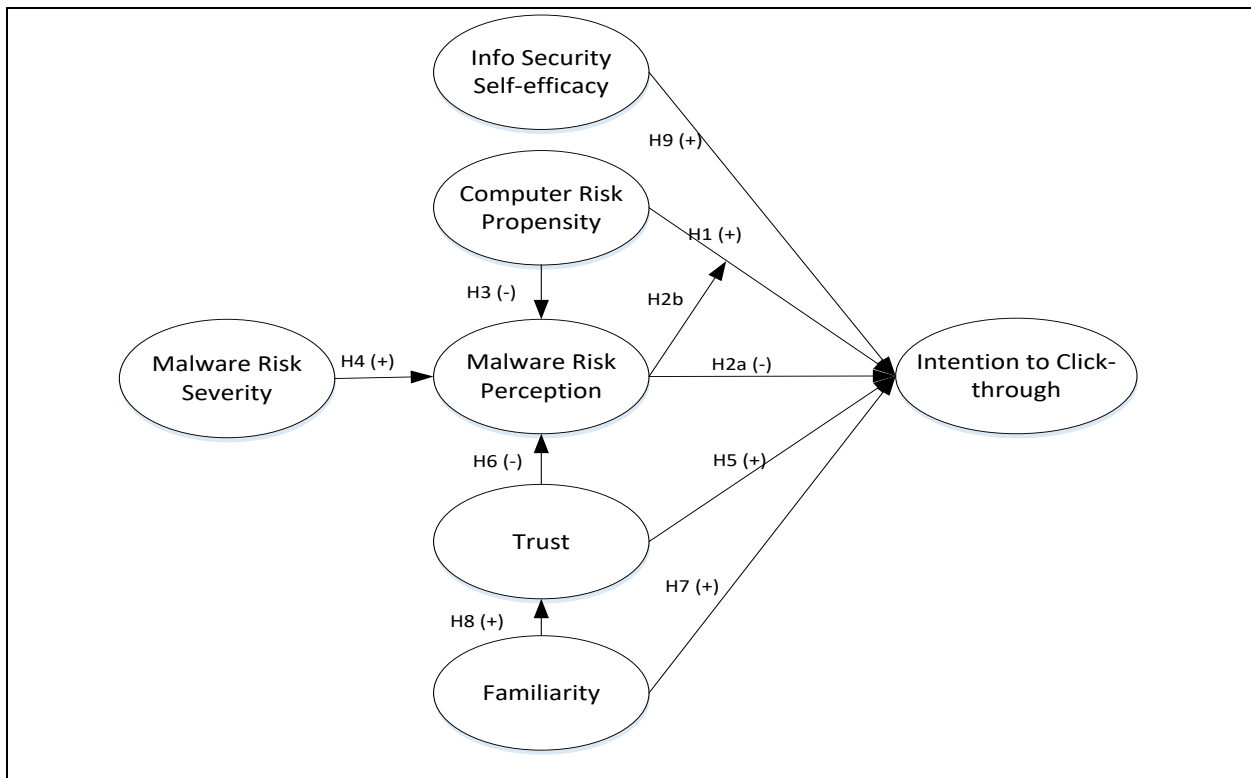 Info Security
Self-efficacy
H9 (+)
Computer Risk
Propensity
H1 (+)
H3 (-)
H2b
Malware Risk
Severity
H4 (+)
Malware Risk
Perception
H2a (-)
Intention to Click-
through
H6 (-)
H5 (+)
Trust
H7 (+)
H8 (+)
Familiarity